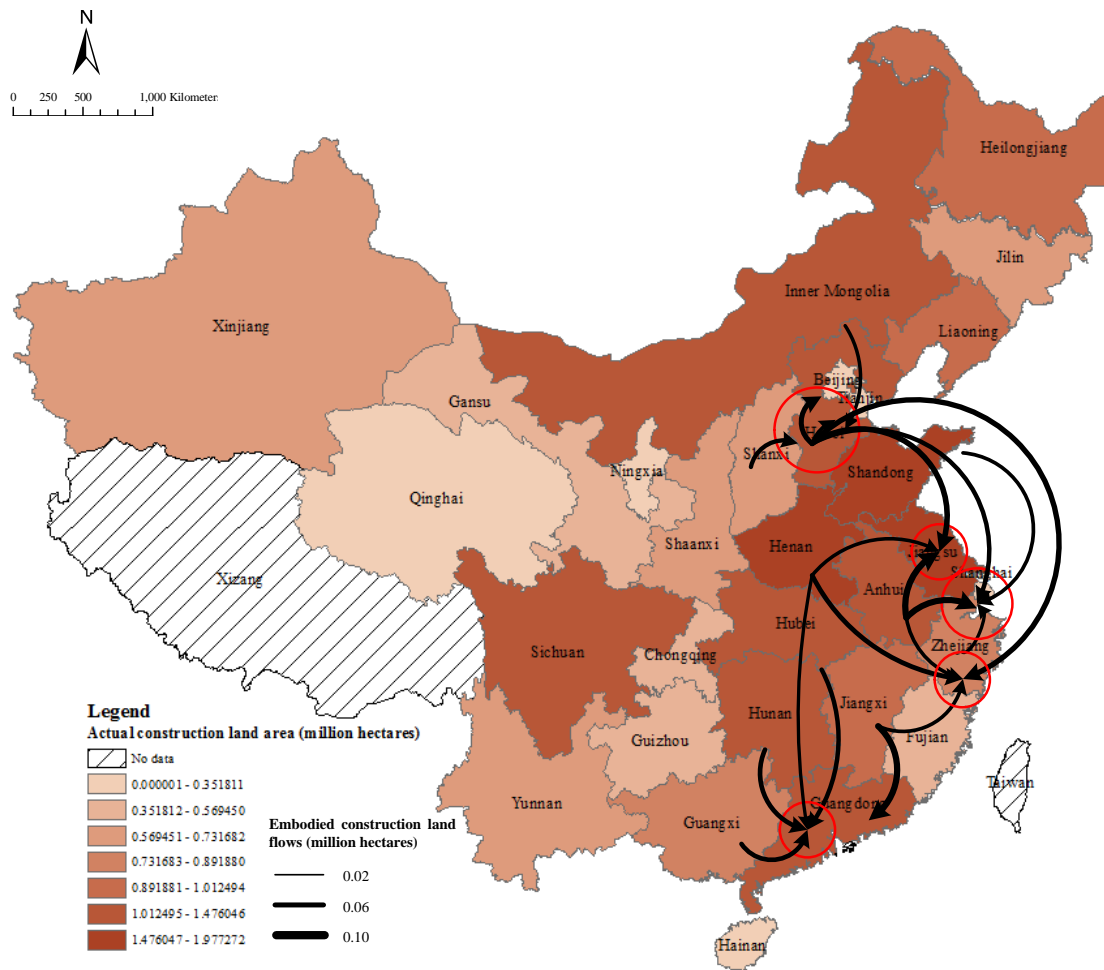 N
0 250 500 1,000 Kilometer
Heilongjiang
Jilin
Inner Mongolia
Liaoning
Xinjiang
Beijing
Tianjin
Gansu
Hebei
Shanxi
Ningxia
Shandong
Qinghai
Shaanxi
Henan
Jiangsu
Xizang
Shanghai
Anhui
Hubei
Sichuan
Chongqing
Zhejiang
Hunan
Jiangxi
Guizhou
Fujian
Taiwan
Yunnan
Guangxi
Guangdong
Hainan
Legend
Actual construction land area (million hectares)
No data
0.000001 - 0.351811
0.351812 - 0.569450
0.569451 - 0.731682
0.731683 - 0.891880
0.891881 - 1.012494
1.012495 - 1.476046
1.476047 - 1.977272
Embodied construction land
flows (million hectares)
0.02
0.06
0.10